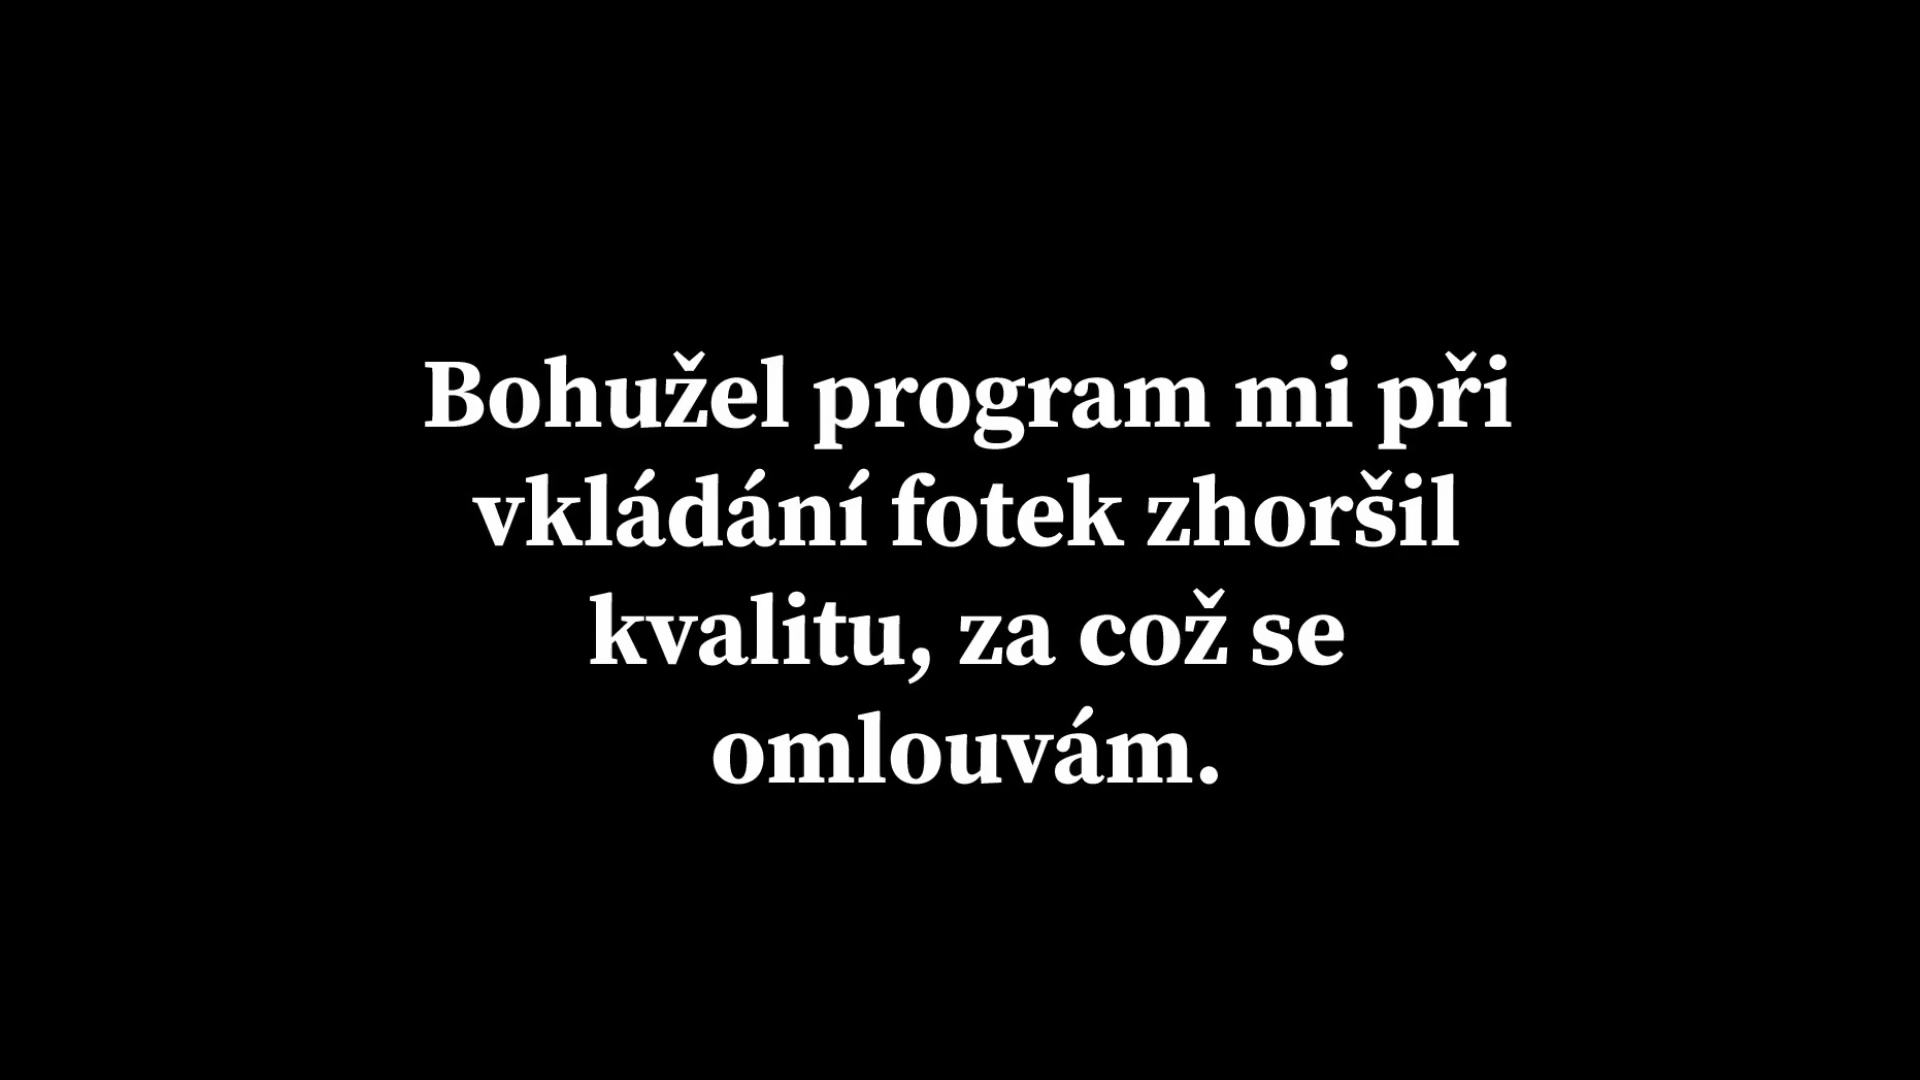 Bohužel program mi při
vkládání fotek zhoršil
kvalitu, za což se
omlouvám.